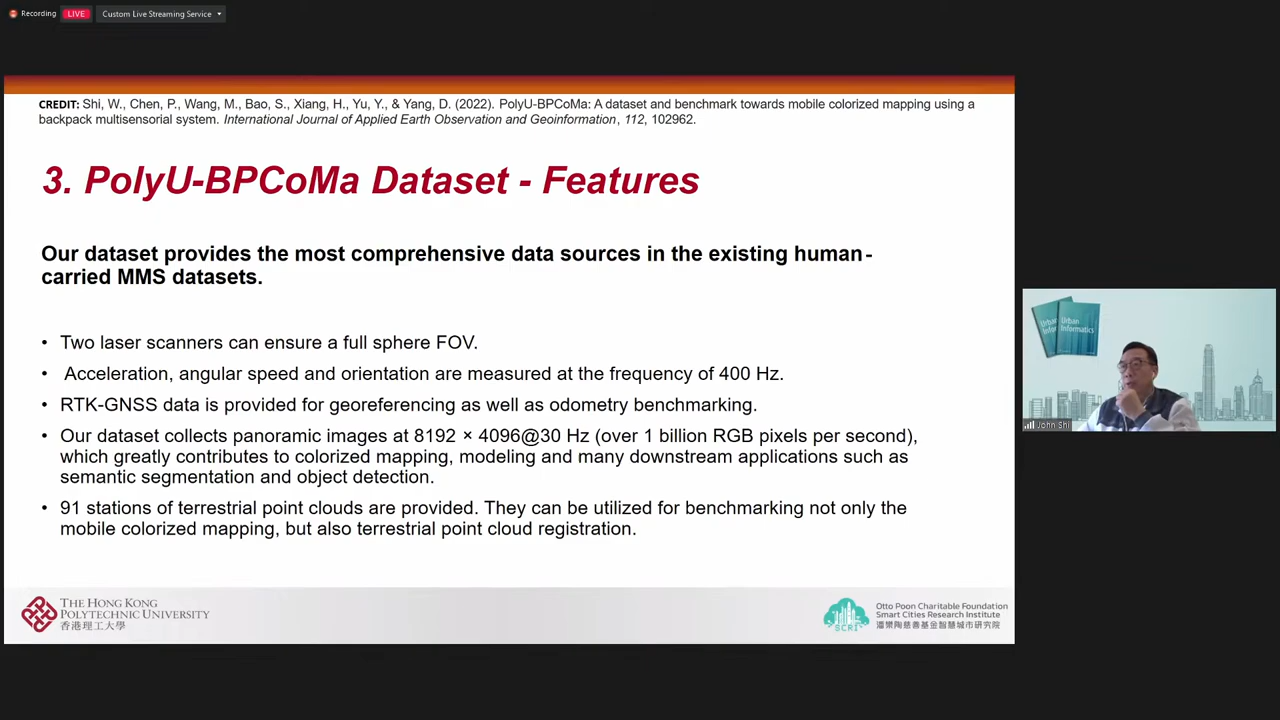 Recording
LIVE
Custom Live Streaming Service
CREDIT: Shi, W., Chen, P., Wang, M., Bao, S., Xiang, H., Yu, Y., & Yang, D. (2022). PolyU-BPCoMa: A dataset and benchmark towards mobile colorized mapping using a
backpack multisensorial system. International Journal of Applied Earth Observation and Geoinformation, 112, 102962.
3. PolyU-BPCoMa Dataset - Features
Our dataset provides the most comprehensive data sources in the existing human-
carried MMS datasets.
• Two laser scanners can ensure a full sphere FOV.
• Acceleration, angular speed and orientation are measured at the frequency of 400 Hz.
• RTK-GNSS data is provided for georeferencing as well as odometry benchmarking.
• Our dataset collects panoramic images at 8192 × 4096@30 Hz (over 1 billion RGB pixels per second),
which greatly contributes to colorized mapping, modeling and many downstream applications such as
semantic segmentation and object detection.
• 91 stations of terrestrial point clouds are provided. They can be utilized for benchmarking not only the
mobile colorized mapping, but also terrestrial point cloud registration.
Urban
Infor
Urban
Informatics
John Shi
THE HONG KONG
POLYTECHNIC UNIVERSITY
香港理工大學
SCRI
Otto Poon Charitable Foundation
Smart Cities Research Institute
潘樂陶慈善基金智慧城市研究院